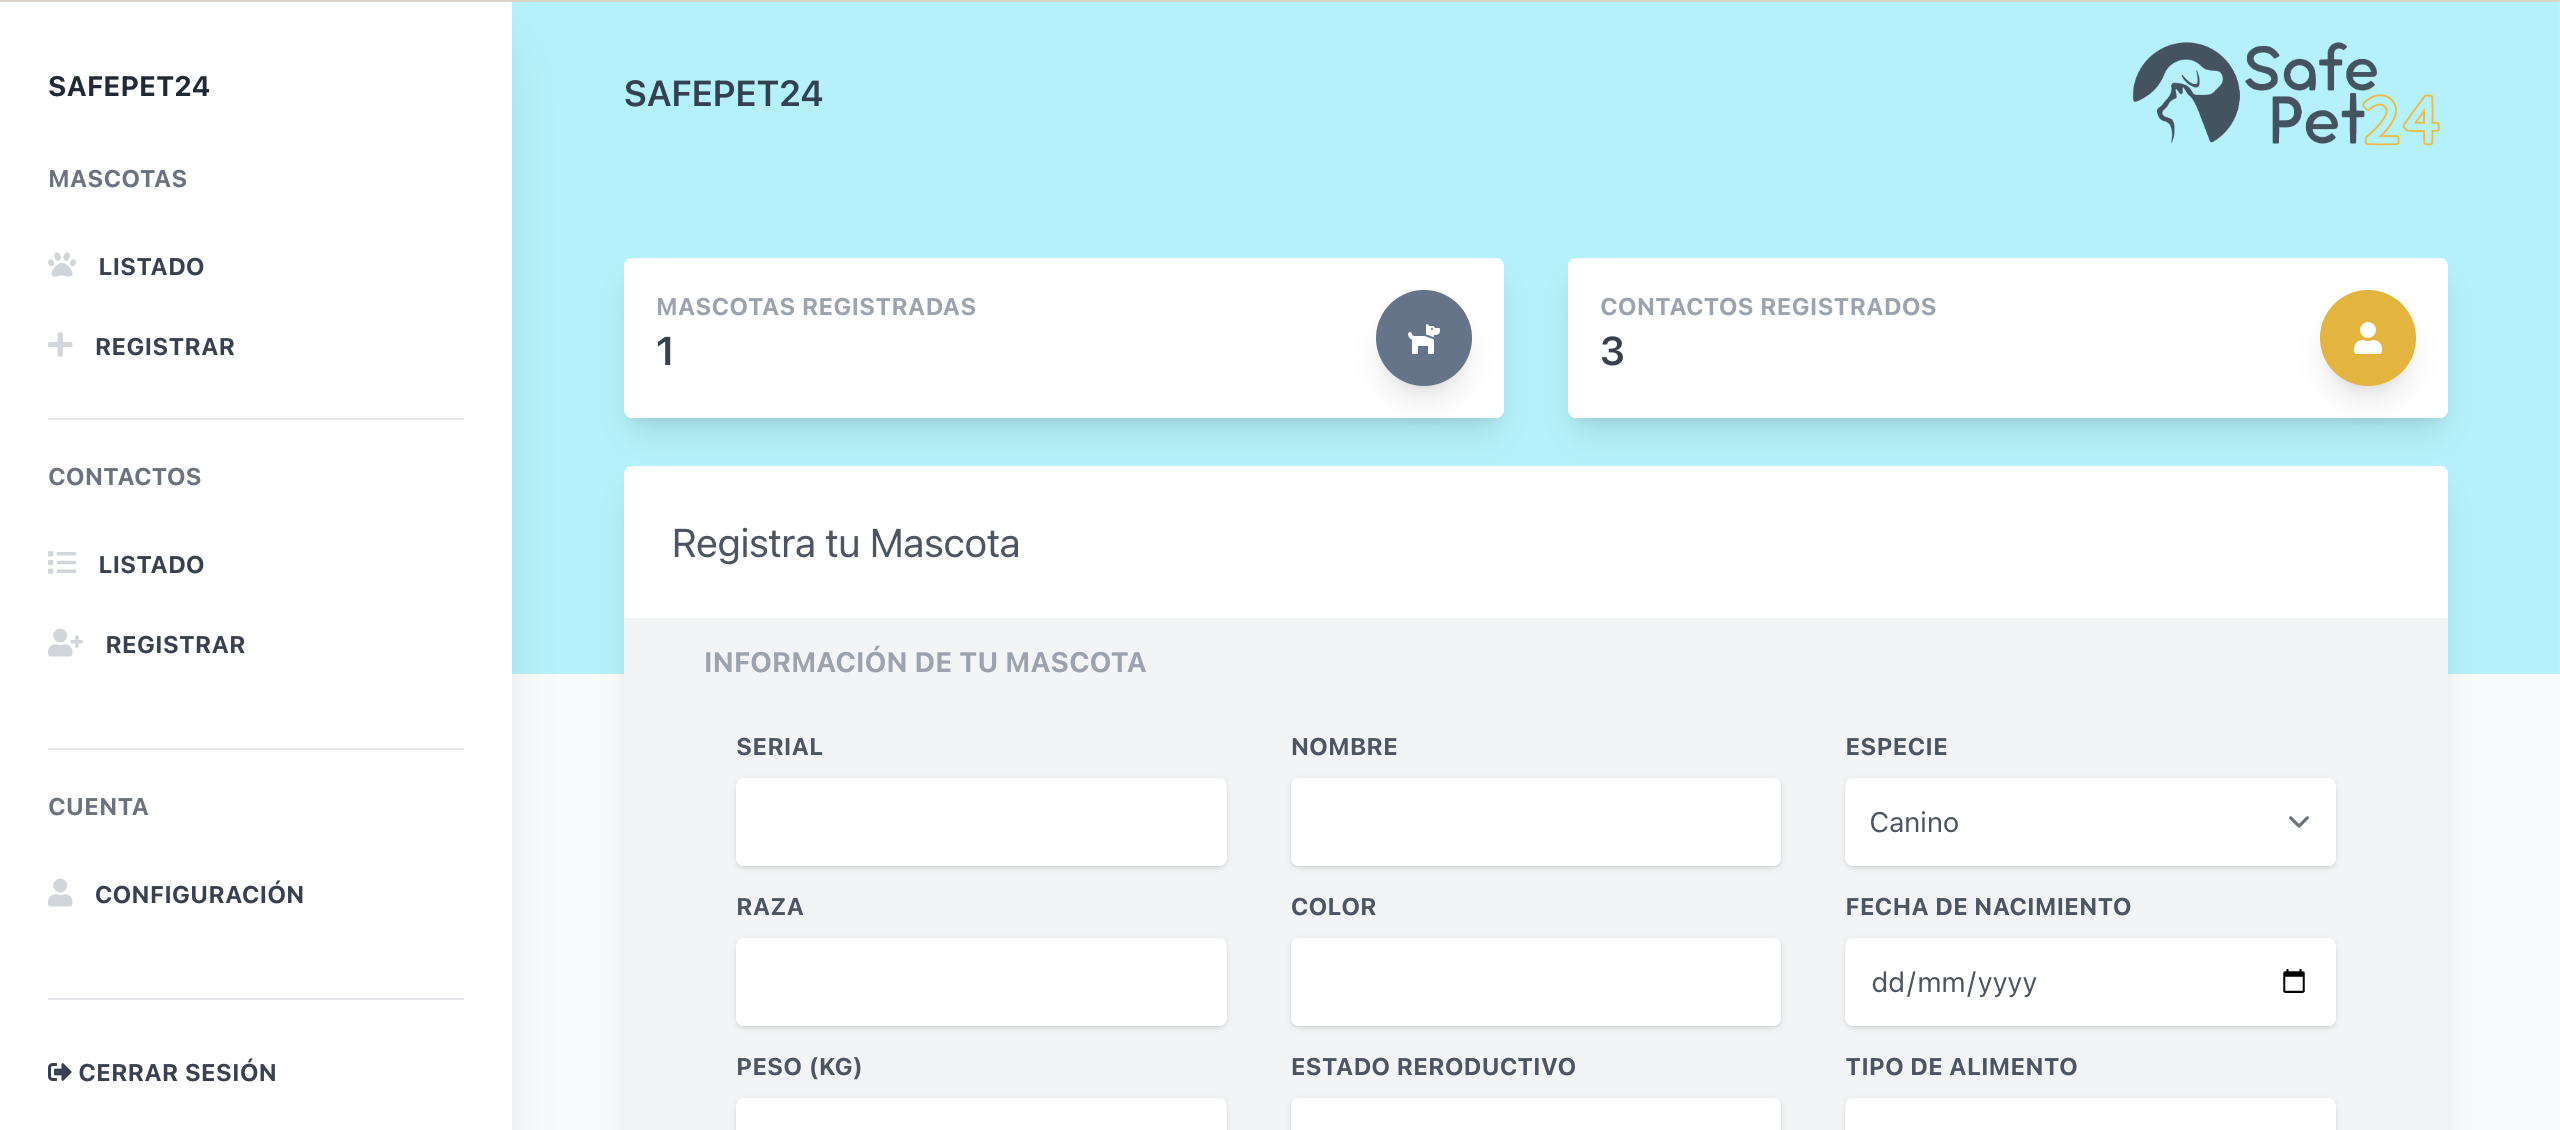 SAFEPET24
MASCOTAS
LISTADO
REGISTRAR
CONTACTOS
LISTADO
REGISTRAR
CUENTA
CONFIGURACIÓN
CERRAR SESIÓN
SAFEPET24
Safe
Pet24
MASCOTAS REGISTRADAS
1
CONTACTOS REGISTRADOS
3
Registra tu Mascota
INFORMACIÓN DE TU MASCOTA
SERIAL
NOMBRE
ESPECIE
Canino
RAZA
COLOR
FECHA DE NACIMIENTO
dd/mm/yyyy
PESO (KG)
ESTADO RERODUCTIVO
TIPO DE ALIMENTO